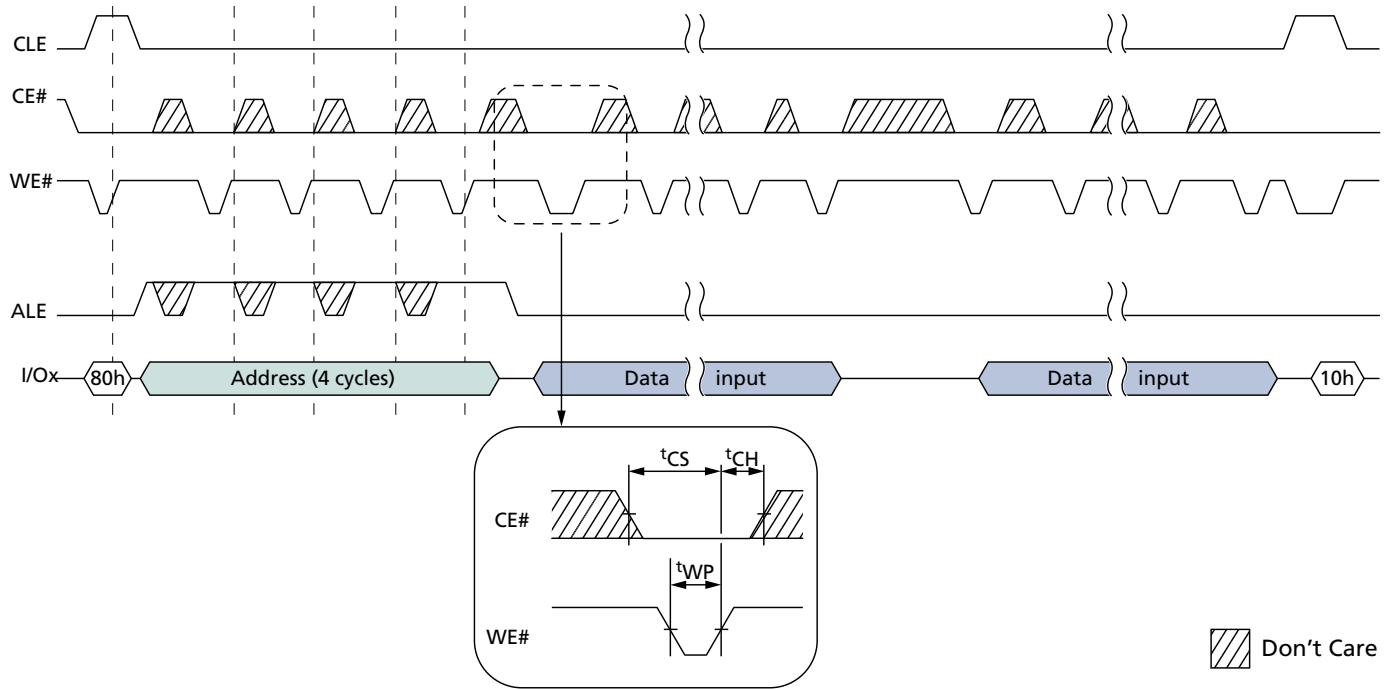 CLE
CE#
WE#
ALE
I/Ox 80h Address (4 cycles) Data input Data input 10h
tCS tCH
CE#
tWP
WE#
Don't Care